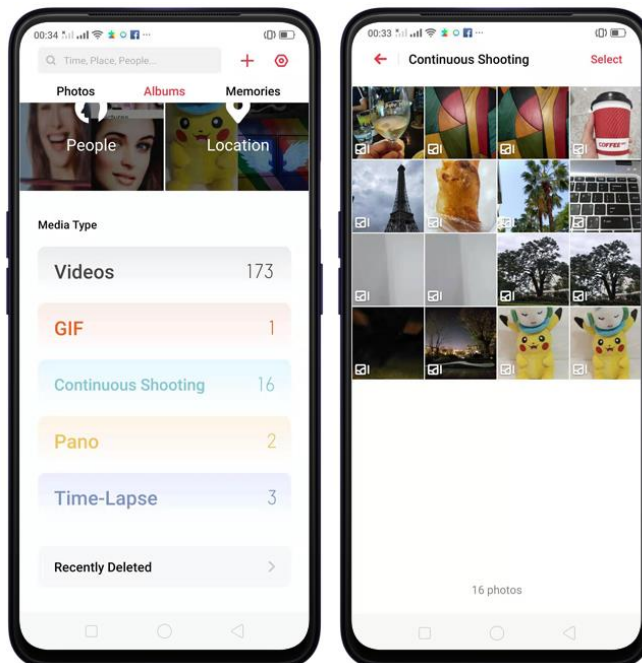 00:34
Time, Place, People...
Photos Albums Memories
People Location
Media Type
Videos 173
GIF 1
Continuous Shooting 16
Pano 2
Time-Lapse 3
Recently Deleted
00:33
Continuous Shooting Select
COFFEE
16 photos